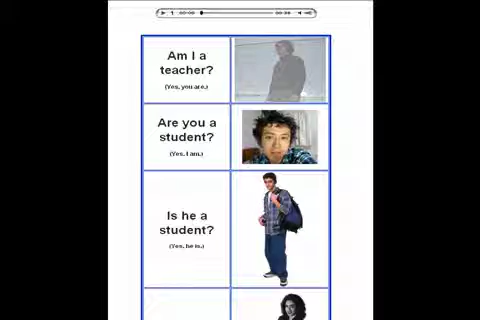 Am I a
teacher?
(Yes, you are.)
Are you a
student?
(Yes, I am.)
Is he a
student?
(Yes, he is.)